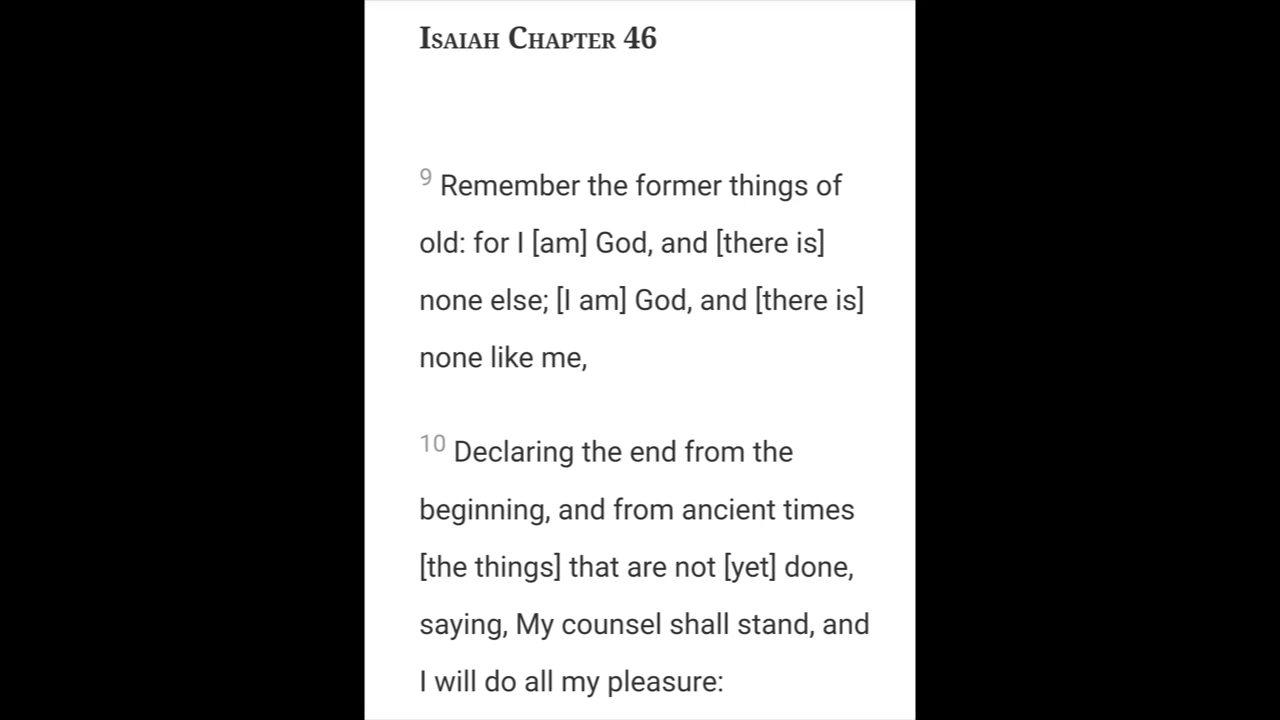 Isaiah Chapter 46
9 Remember the former things of
old: for I [am] God, and [there is]
none else; [I am] God, and [there is]
none like me,
10 Declaring the end from the
beginning, and from ancient times
[the things] that are not [yet] done,
saying, My counsel shall stand, and
I will do all my pleasure: